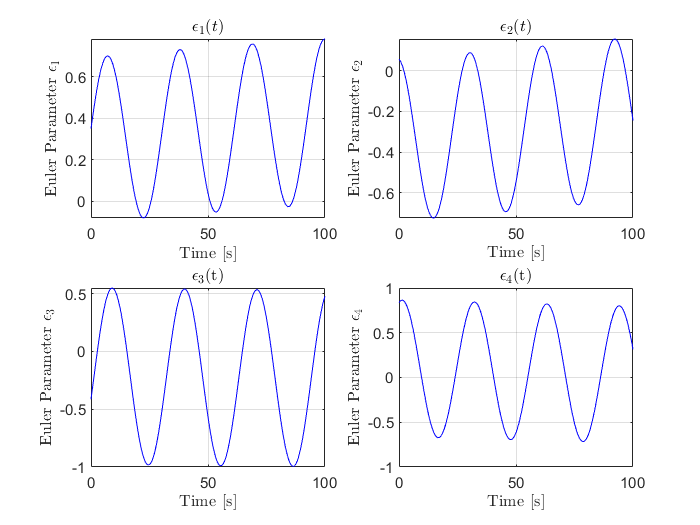 ϵ₁(t)
Euler Parameter ϵ₁
0.6
0.4
0.2
0
0
50
100
Time [s]
ϵ₂(t)
Euler Parameter ϵ₂
0
-0.2
-0.4
-0.6
0
50
100
Time [s]
ϵ₃(t)
Euler Parameter ϵ₃
0.5
0
-0.5
-1
0
50
100
Time [s]
ϵ₄(t)
Euler Parameter ϵ₄
1
0.5
0
-0.5
-1
0
50
100
Time [s]